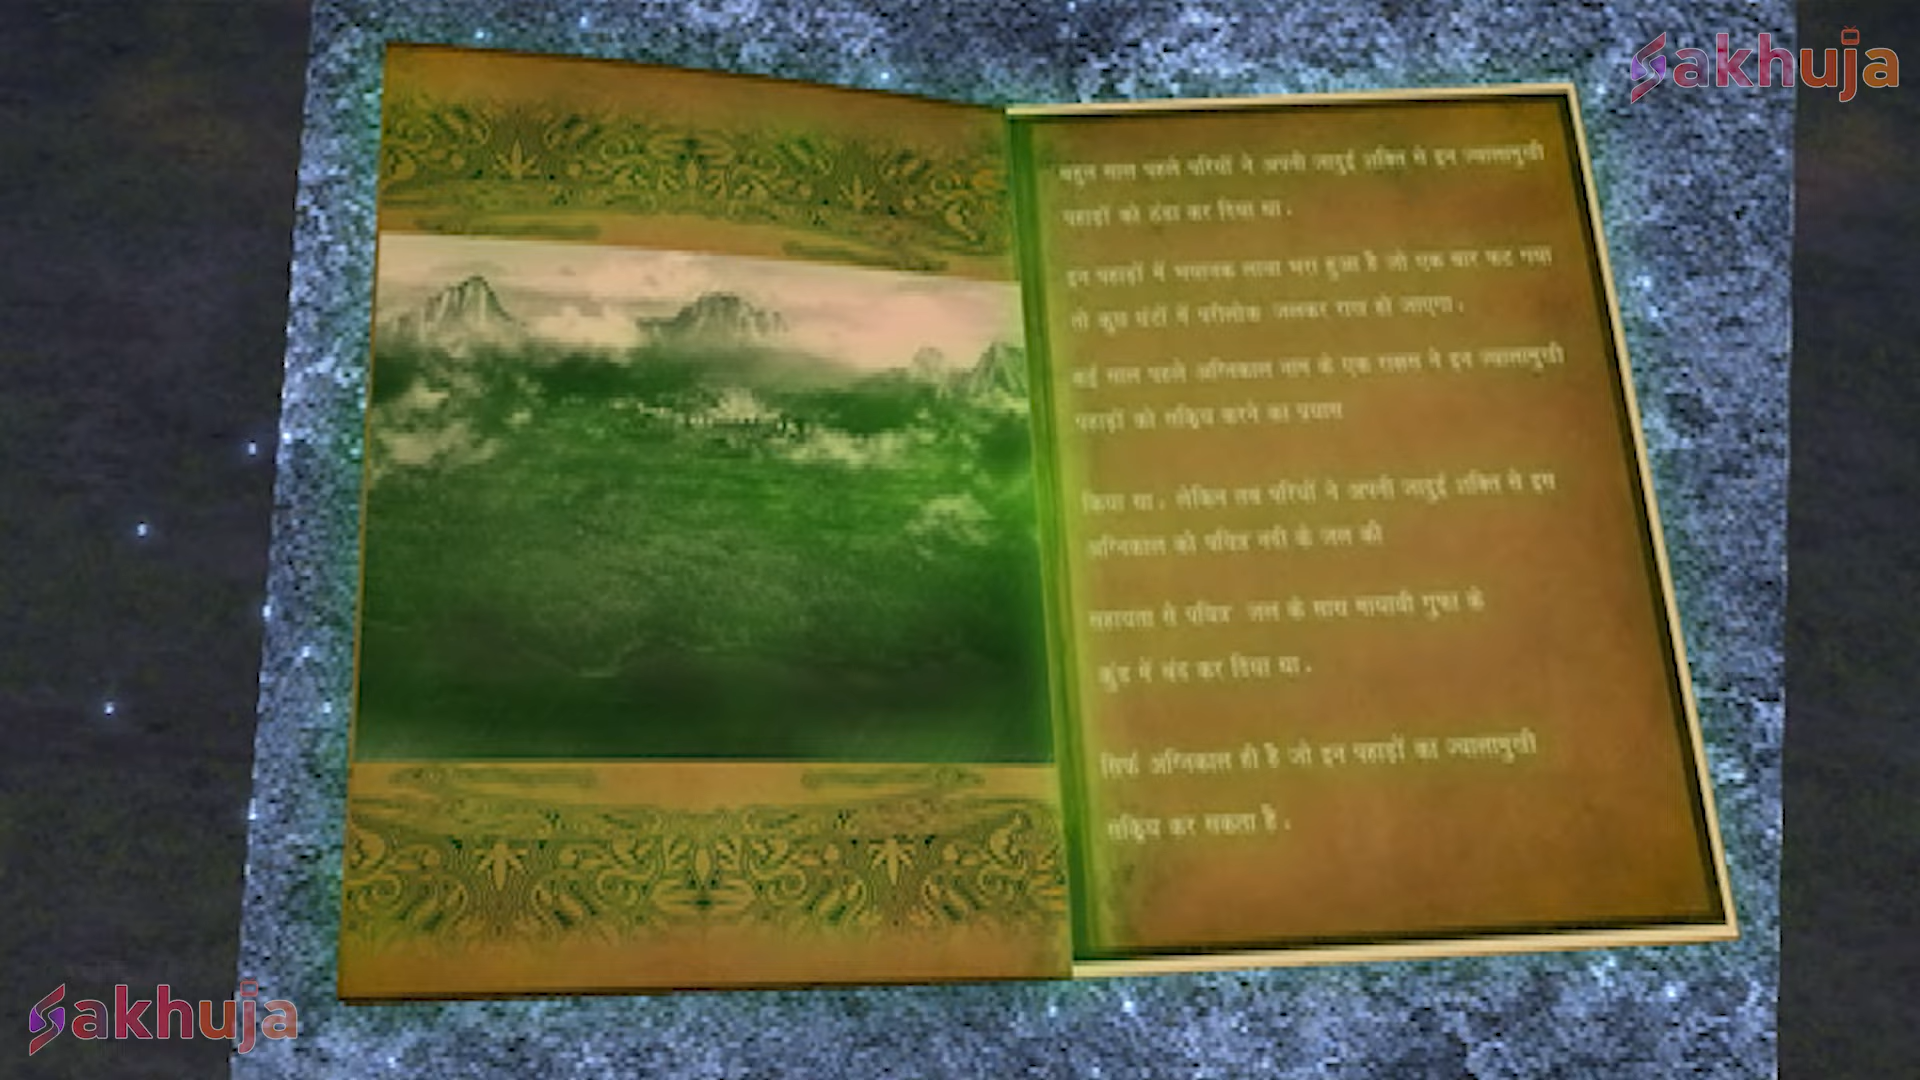 Sakhuja
बहुत साल पहले परियों ने अपनी जादुई शक्ति से इन ज्वालामुखी
पहाड़ों को ठंडा कर दिया था.
इन पहाड़ों में भयानक लावा भरा हुआ है जो एक बार फट गया
तो कुछ घंटों में परीलोक जलकर राख हो जाएगा.
कई साल पहले अग्निकाल नाम के एक राक्षस ने इन ज्वालामुखी
पहाड़ों को सक्रिय करने का प्रयास
किया था. लेकिन तब परियों ने अपनी जादुई शक्ति से इस
अग्निकाल को पवित्र नदी के जल की
सहायता से पवित्र जल के साथ मायावी गुफा के
कुंड में बंद कर दिया था.
सिर्फ अग्निकाल ही है जो इन पहाड़ों का ज्वालामुखी
सक्रिय कर सकता है.
Sakhuja